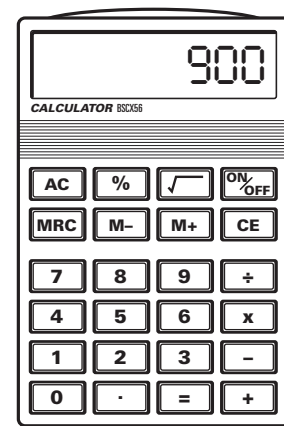 900
CALCULATOR BSCX56
AC % √ ON/OFF
MRC M– M+ CE
7 8 9 ÷
4 5 6 x
1 2 3 –
0 · = +